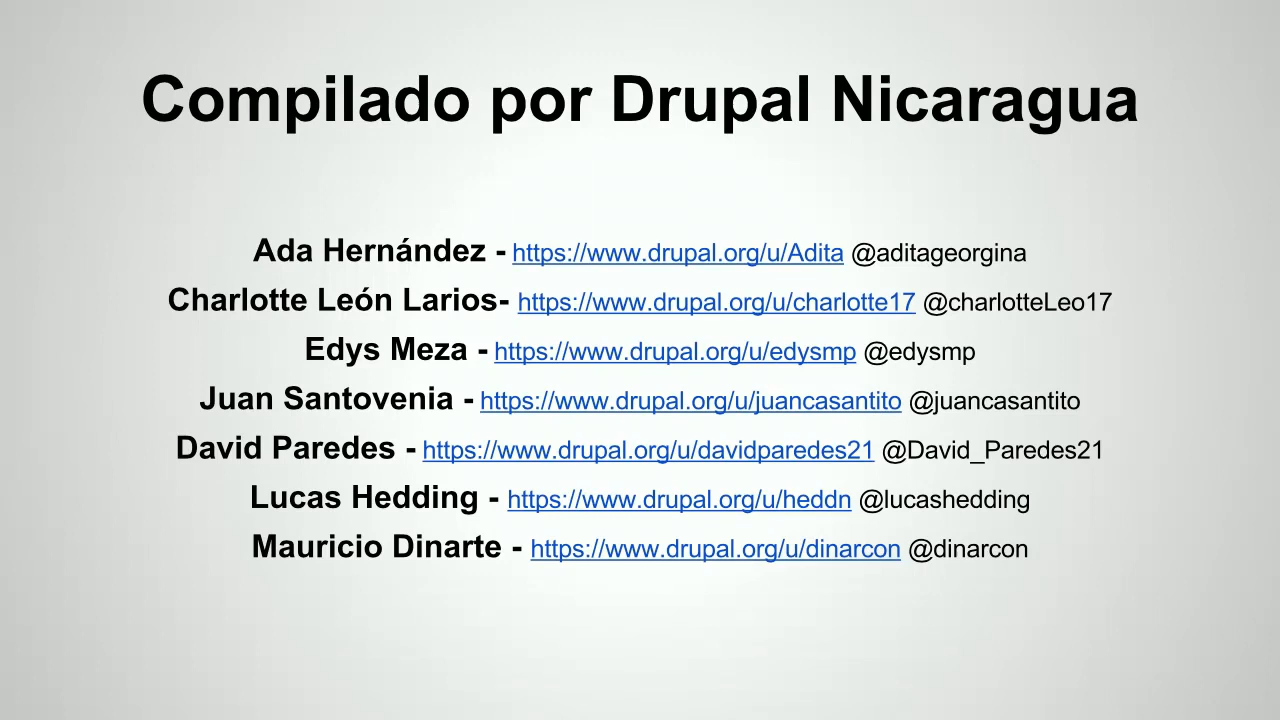 Compilado por Drupal Nicaragua
Ada Hernández - https://www.drupal.org/u/Adita @aditageorgina
Charlotte León Larios- https://www.drupal.org/u/charlotte17 @charlotteLeo17
Edys Meza - https://www.drupal.org/u/edysmp @edysmp
Juan Santovenia - https://www.drupal.org/u/juancasantito @juancasantito
David Paredes - https://www.drupal.org/u/davidparedes21 @David_Paredes21
Lucas Hedding - https://www.drupal.org/u/heddn @lucashedding
Mauricio Dinarte - https://www.drupal.org/u/dinarcon @dinarcon